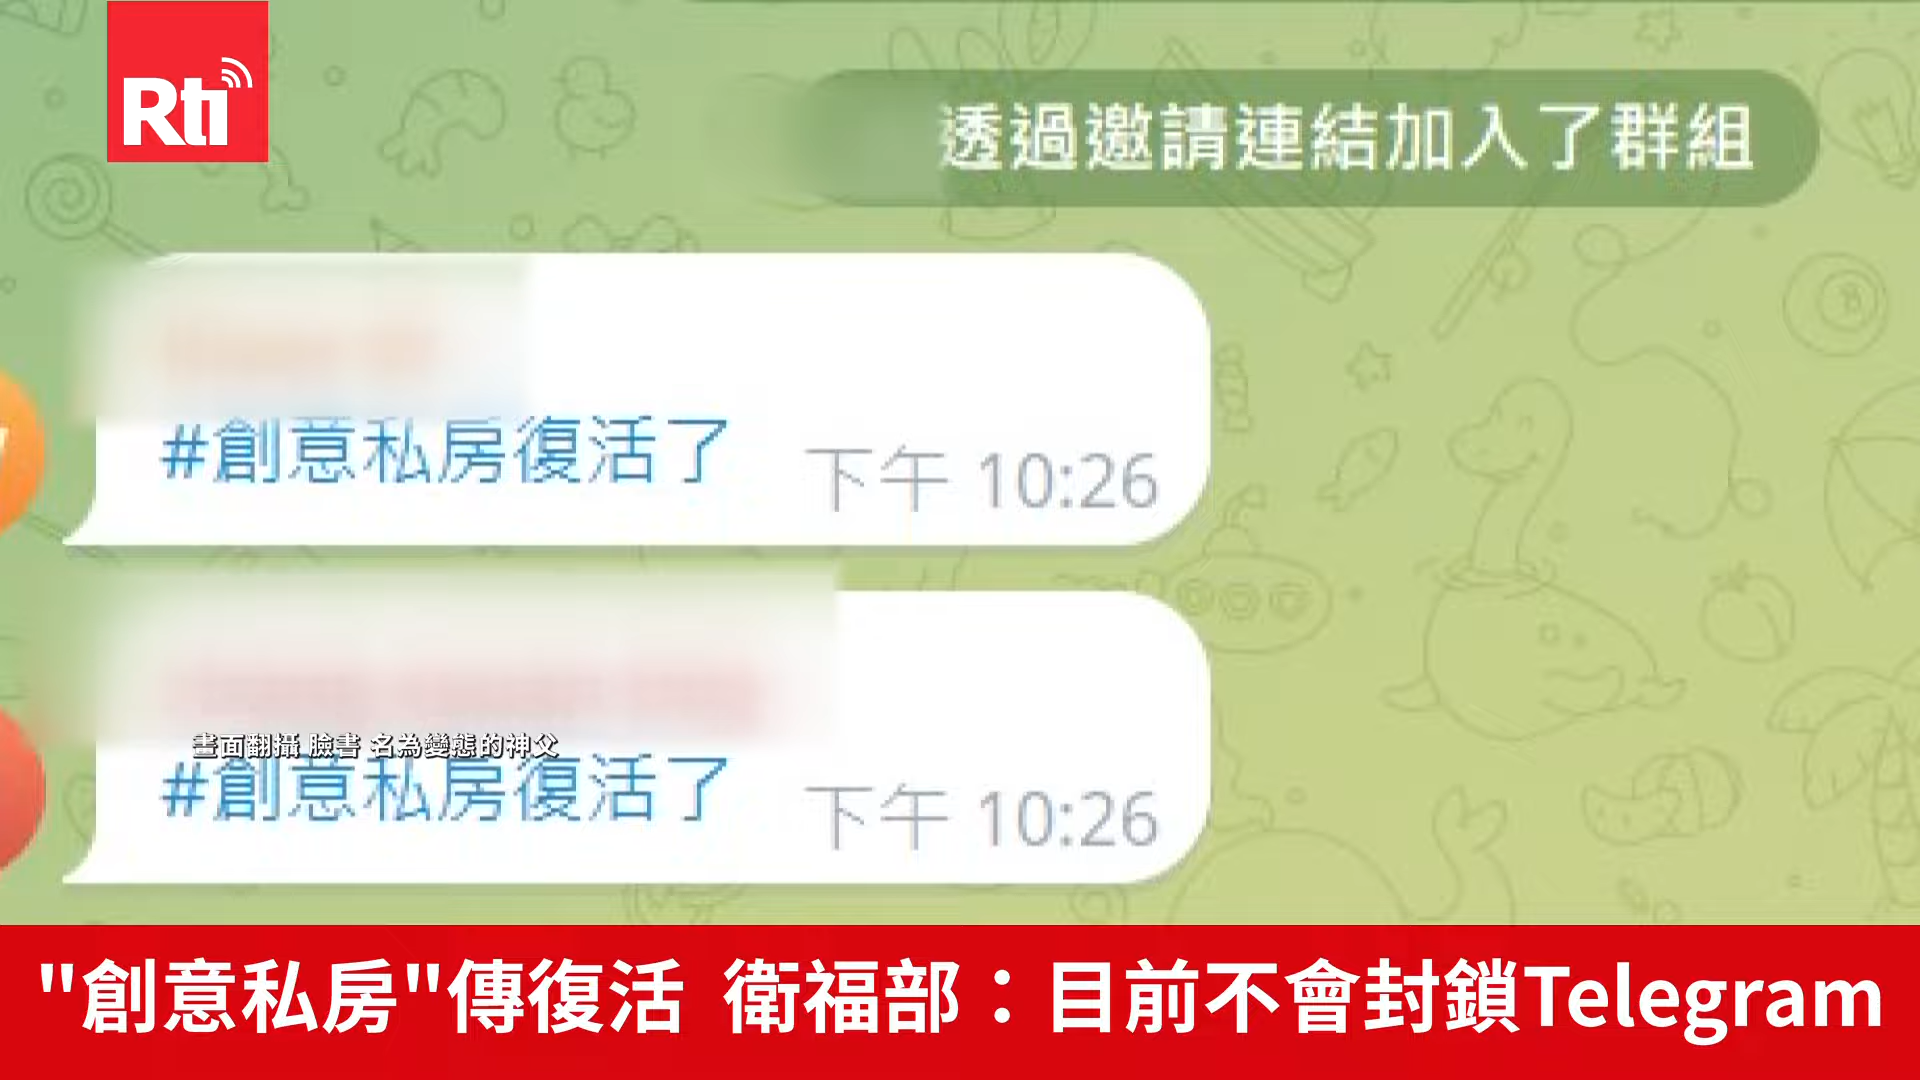 Rti
透過邀請連結加入了群組
#創意私房復活了 下午 10:26
畫面翻攝 臉書 名為變態的神父
#創意私房復活了 下午 10:26
"創意私房"傳復活 衛福部：目前不會封鎖Telegram